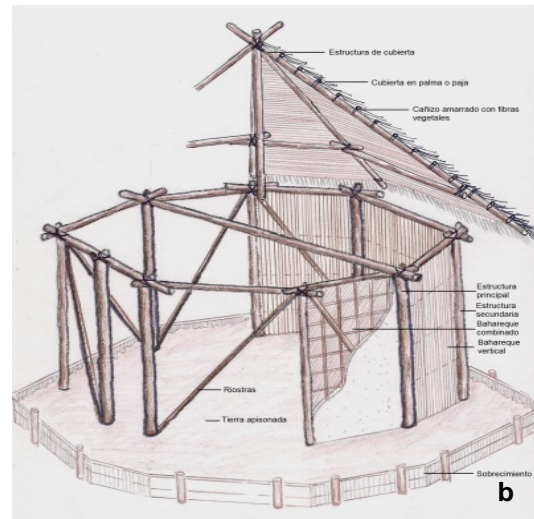 Estructura de cubierta
Cubierta en palma o paja
Cañizo amarrado con fibras
vegetales
Estructura
principal
Estructura
secundaria
Bahareque
combinado
Bahareque
vertical
Riostras
Tierra apisonada
Sobrecimiento
b